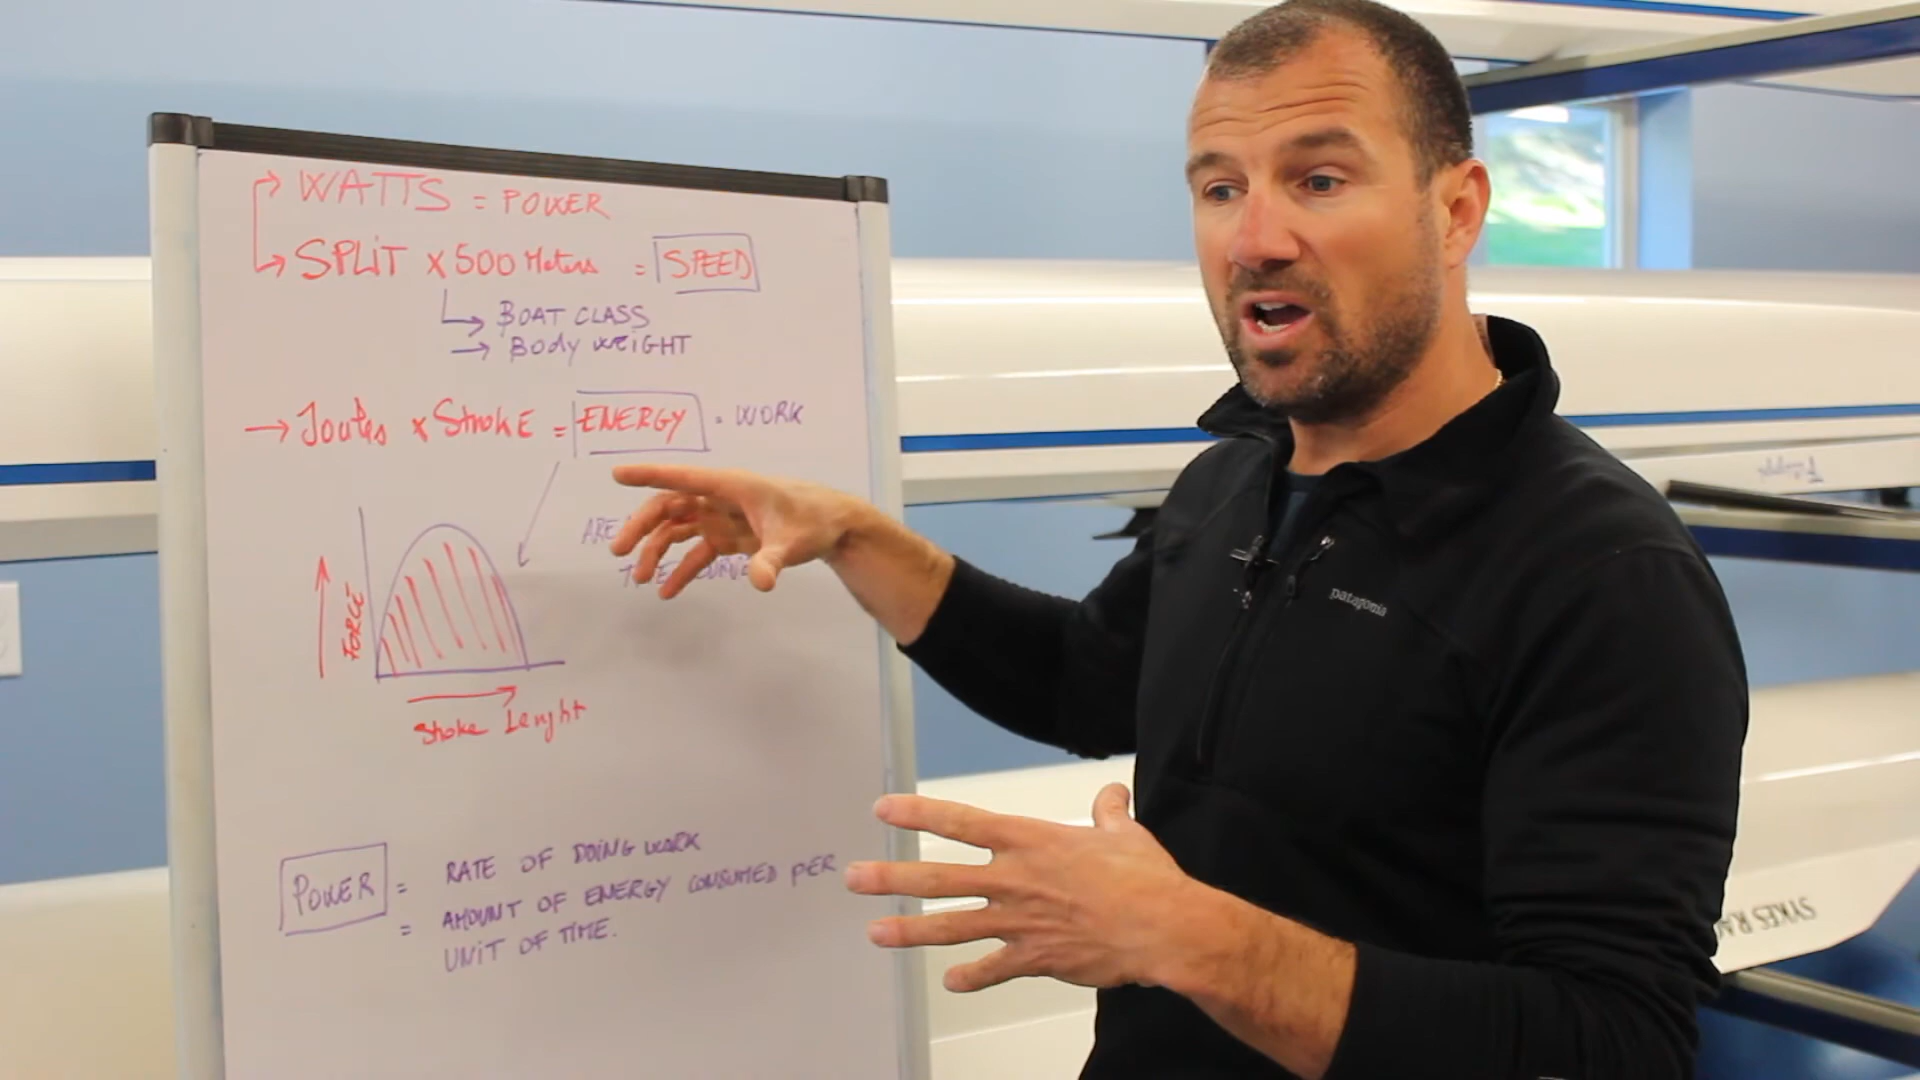 → WATTS = POWER
→ SPLIT x 500 Meters = SPEED
→ BOAT CLASS
→ Body WEIGHT
→ Joules x Stroke = ENERGY = WORK
FORCE
Stroke Lenght
POWER = RATE OF DOING WORK
= AMOUNT OF ENERGY CONSUMED PER
UNIT OF TIME.
patagonia
SYKES